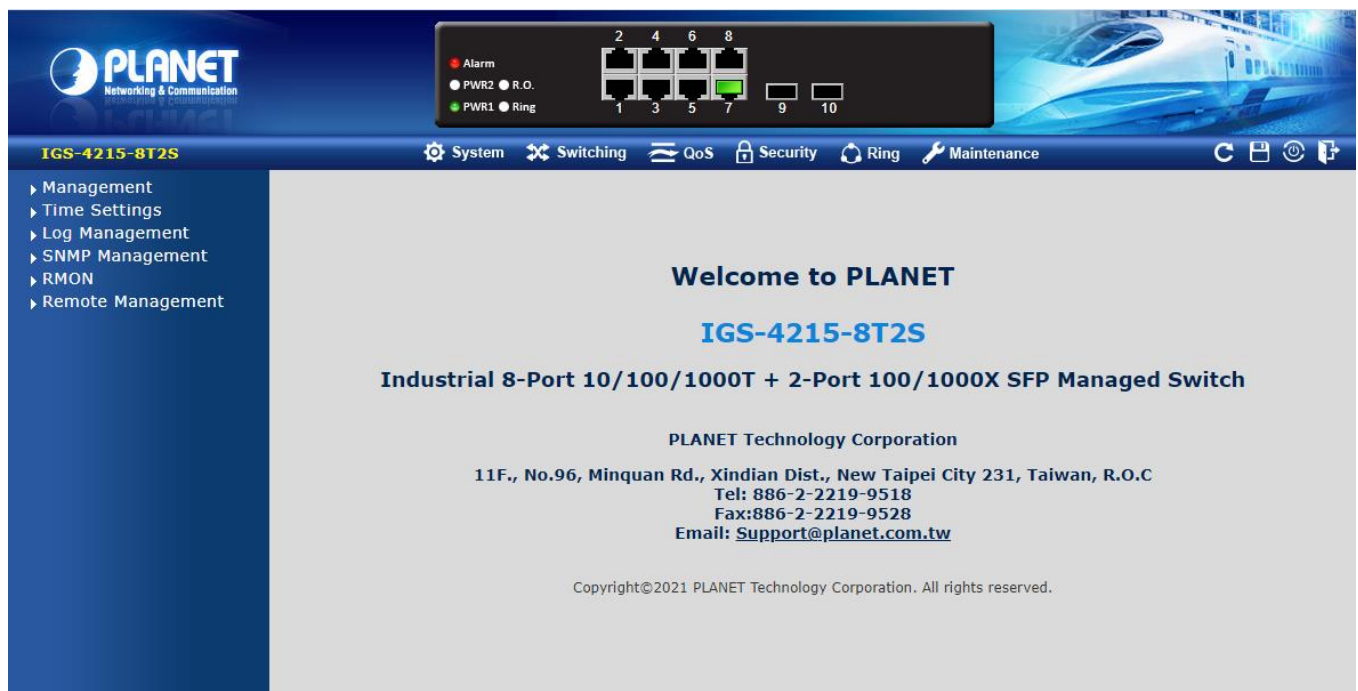 PLANET
Networking & Communication
2 4 6 8
Alarm
PWR2 R.O.
PWR1 Ring
1 3 5 7 9 10
IGS-4215-8T2S
System Switching QoS Security Ring Maintenance
Management
Time Settings
Log Management
SNMP Management
RMON
Remote Management
Welcome to PLANET
IGS-4215-8T2S
Industrial 8-Port 10/100/1000T + 2-Port 100/1000X SFP Managed Switch
PLANET Technology Corporation
11F., No.96, Minquan Rd., Xindian Dist., New Taipei City 231, Taiwan, R.O.C
Tel: 886-2-2219-9518
Fax:886-2-2219-9528
Email: Support@planet.com.tw
Copyright©2021 PLANET Technology Corporation. All rights reserved.